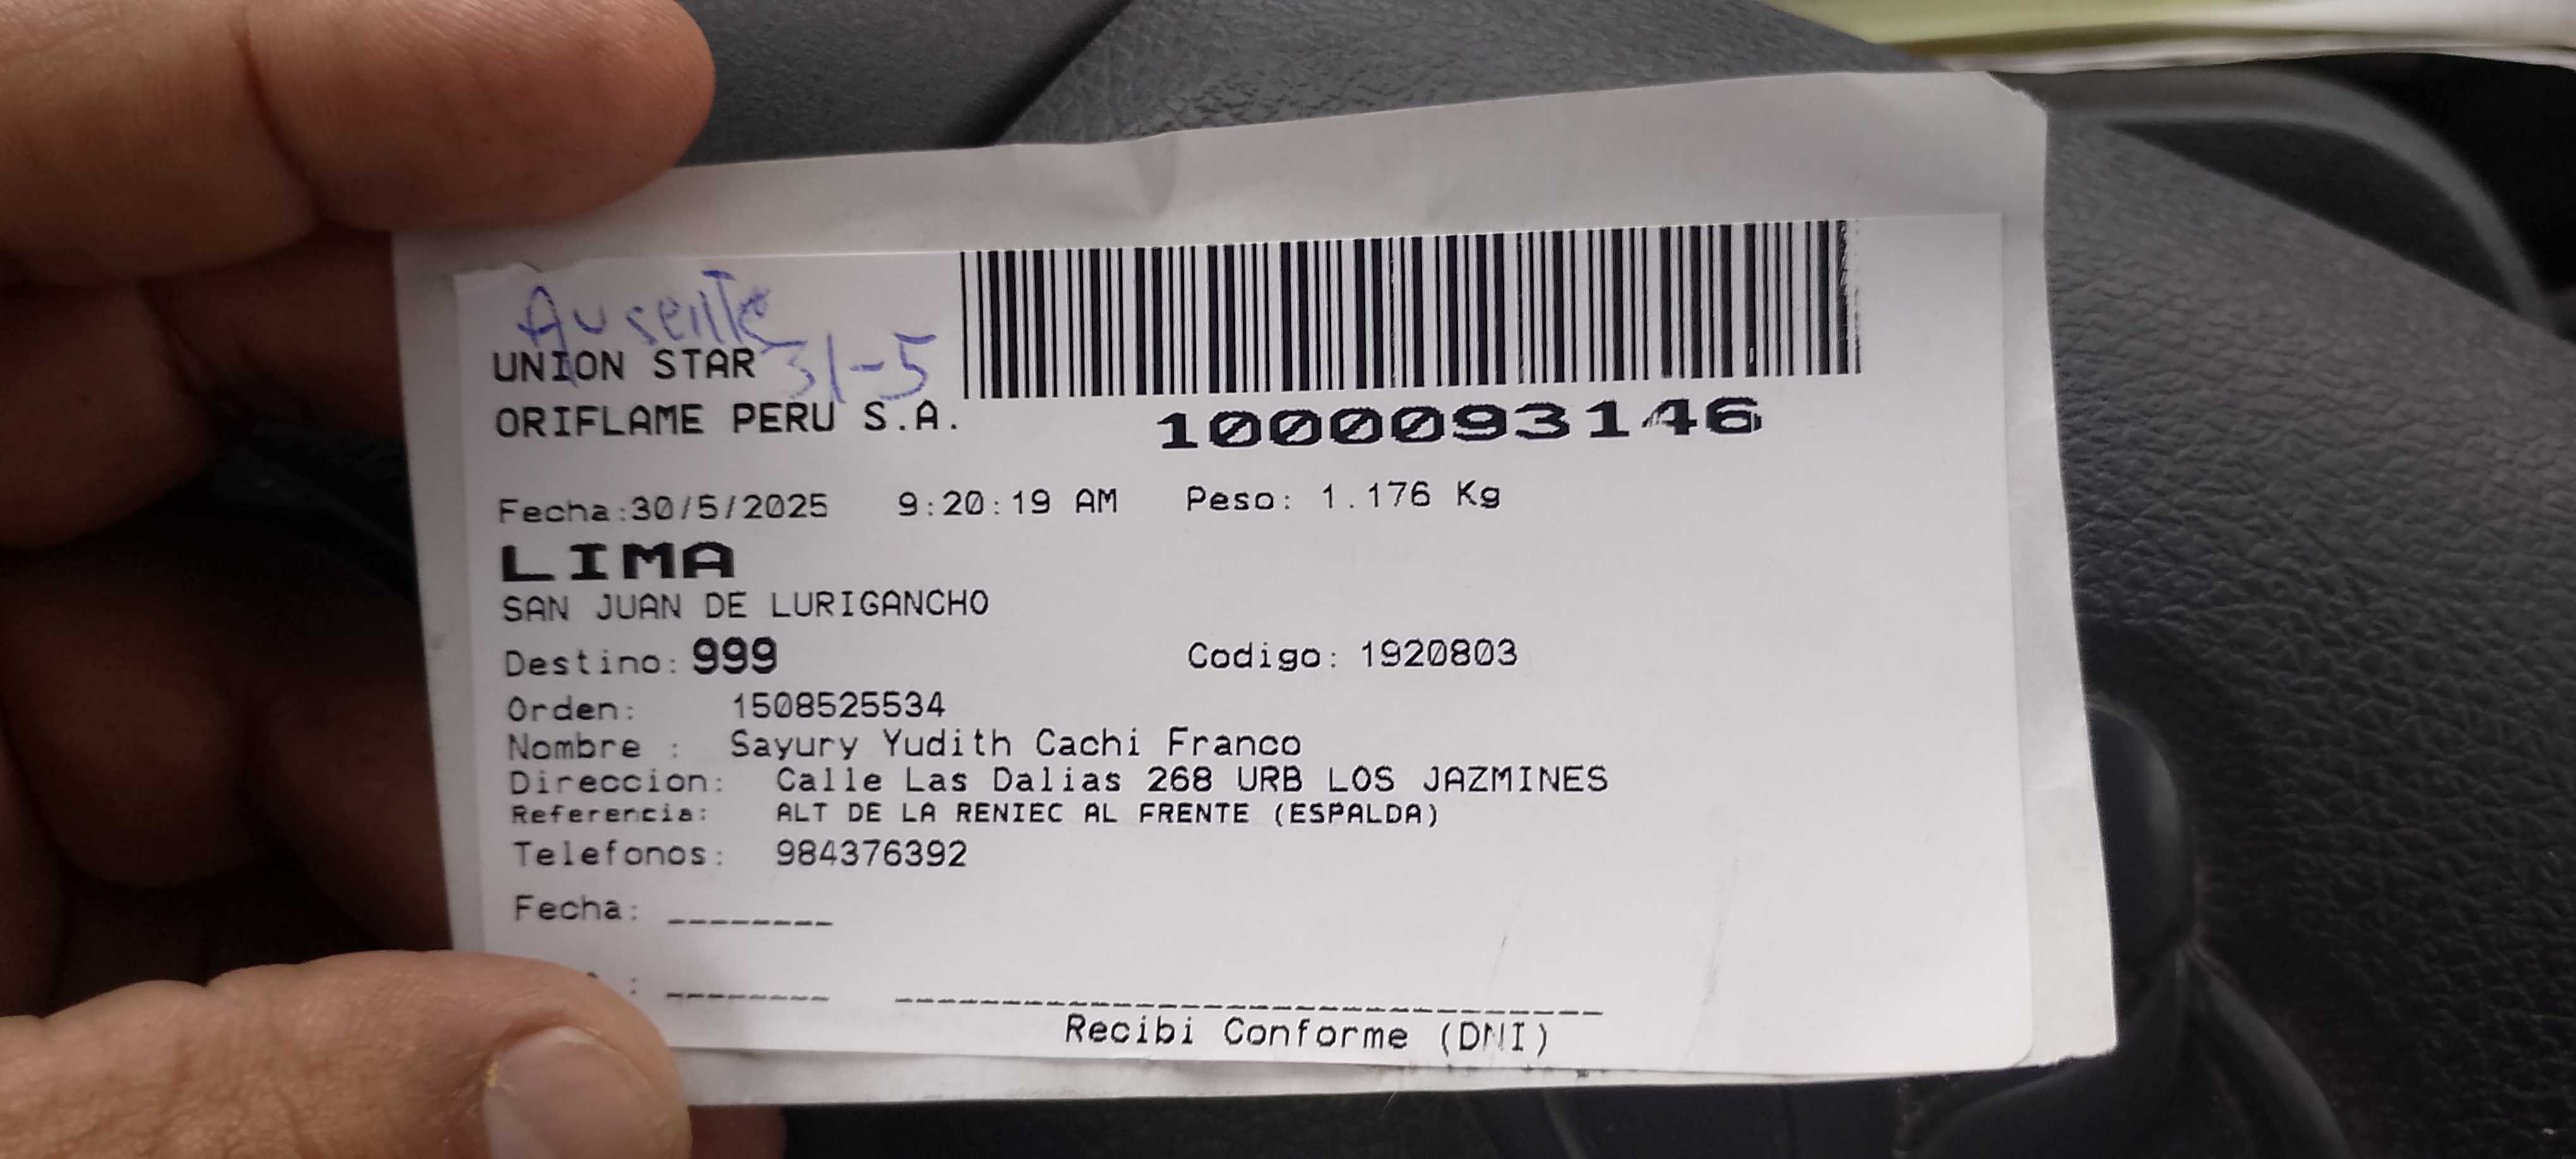 Ausente
31-5
UNION STAR
ORIFLAME PERU S.A.
1000093146
Fecha:30/5/2025 9:20:19 AM Peso: 1.176 Kg
LIMA
SAN JUAN DE LURIGANCHO
Destino: 999 Codigo: 1920803
Orden: 1508525534
Nombre : Sayury Yudith Cachi Franco
Direccion: Calle Las Dalias 268 URB LOS JAZMINES
Referencia: ALT DE LA RENIEC AL FRENTE (ESPALDA)
Telefonos: 984376392
Fecha: ________
: ________
Recibi Conforme (DNI)